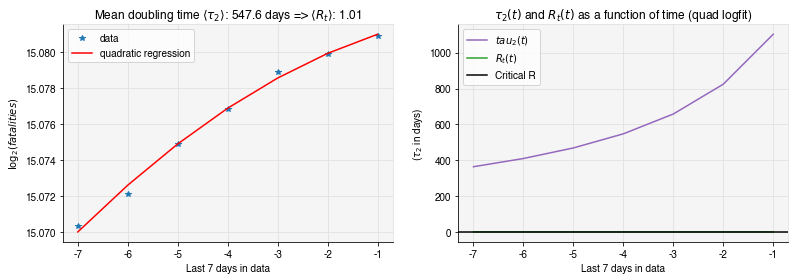 Mean doubling time ⟨τ₂⟩: 547.6 days => ⟨Rₜ⟩: 1.01
log₂(fatalities)
15.080
15.078
15.076
15.074
15.072
15.070
data
quadratic regression
-7 -6 -5 -4 -3 -2 -1
Last 7 days in data
τ₂(t) and Rₜ(t) as a function of time (quad logfit)
(τ₂ in days)
1000
800
600
400
200
0
tau₂(t)
Rₜ(t)
Critical R
-7 -6 -5 -4 -3 -2 -1
Last 7 days in data